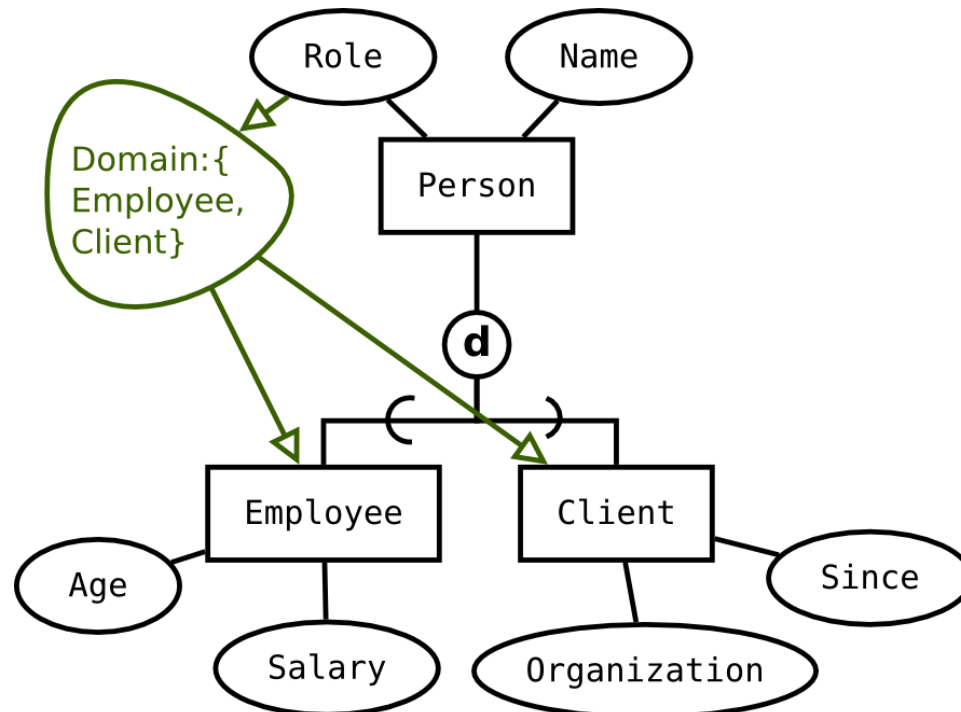 Role
Name
Domain:{
Employee,
Client}
Person
d
Employee
Client
Age
Since
Salary
Organization